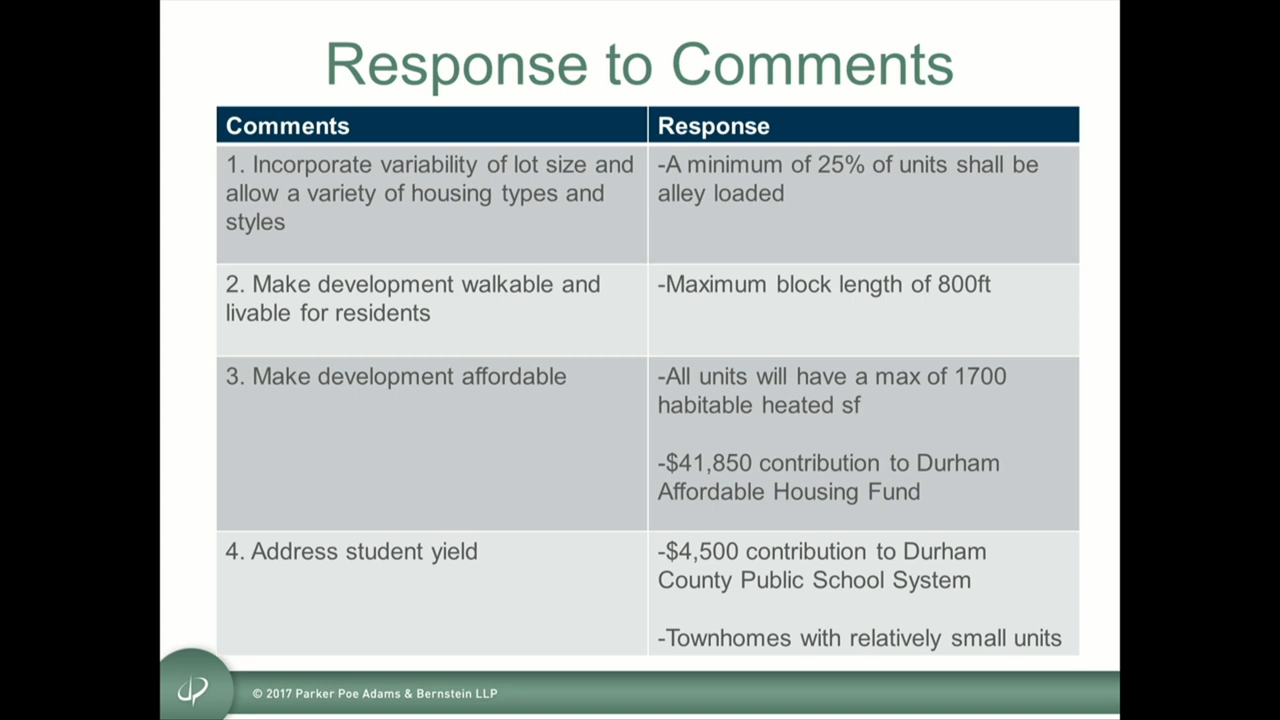 Response to Comments
Comments
Response
1. Incorporate variability of lot size and
allow a variety of housing types and
styles
-A minimum of 25% of units shall be
alley loaded
2. Make development walkable and
livable for residents
-Maximum block length of 800ft
3. Make development affordable
-All units will have a max of 1700
habitable heated sf
-$41,850 contribution to Durham
Affordable Housing Fund
4. Address student yield
-$4,500 contribution to Durham
County Public School System
-Townhomes with relatively small units
© 2017 Parker Poe Adams & Bernstein LLP